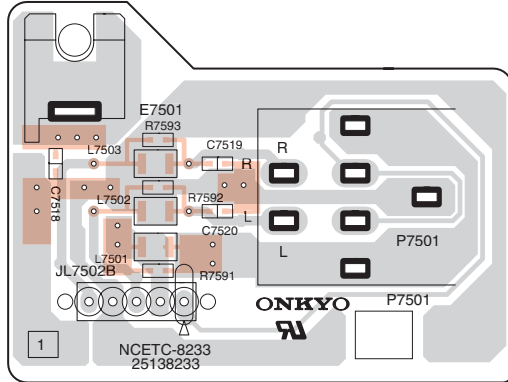 E7501
R7593
L7503
C7519
R
R
C7518
L7502
R7592
L
L
C7520
L7501
P7501
JL7502B
R7591
ONKYO
P7501
1
NCETC-8233
25138233